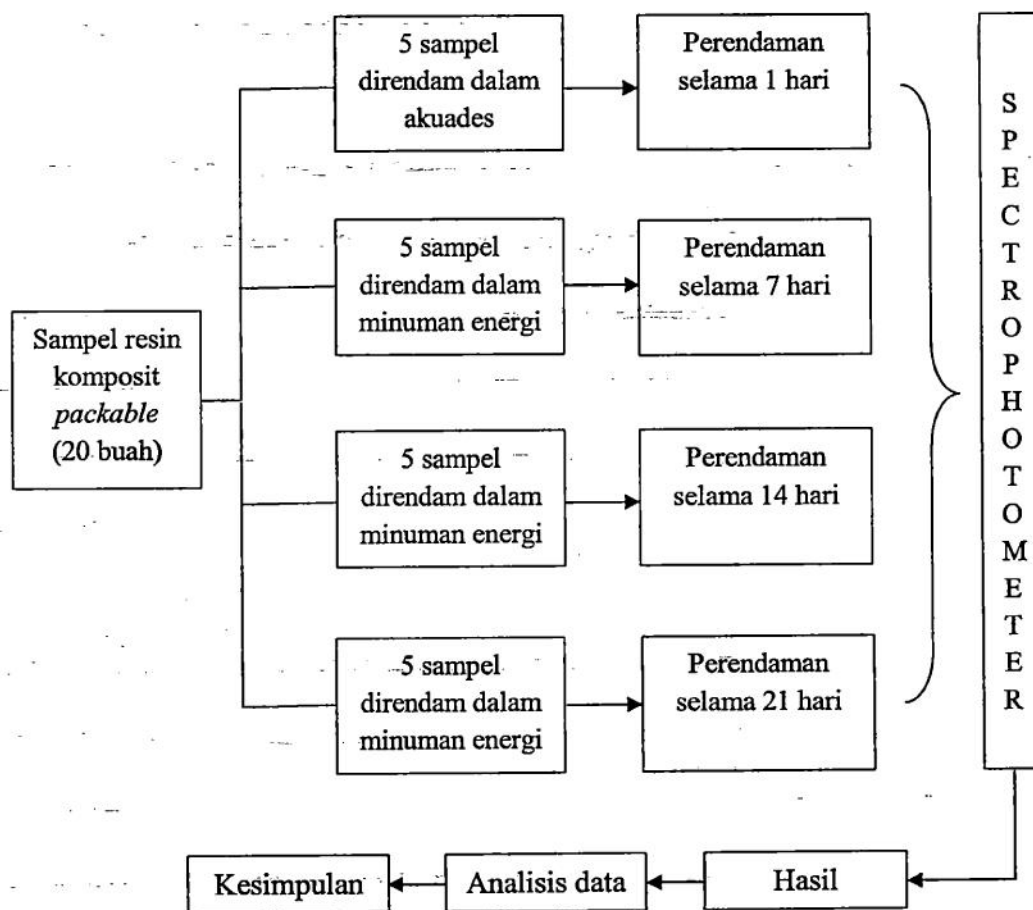 Sampel resin
komposit
packable
(20 buah)
5 sampel
direndam dalam
akuades
Perendaman
selama 1 hari
5 sampel
direndam dalam
minuman energi
Perendaman
selama 7 hari
5 sampel
direndam dalam
minuman energi
Perendaman
selama 14 hari
5 sampel
direndam dalam
minuman energi
Perendaman
selama 21 hari
S
P
E
C
T
R
O
P
H
O
T
O
M
E
T
E
R
Hasil
Analisis data
Kesimpulan